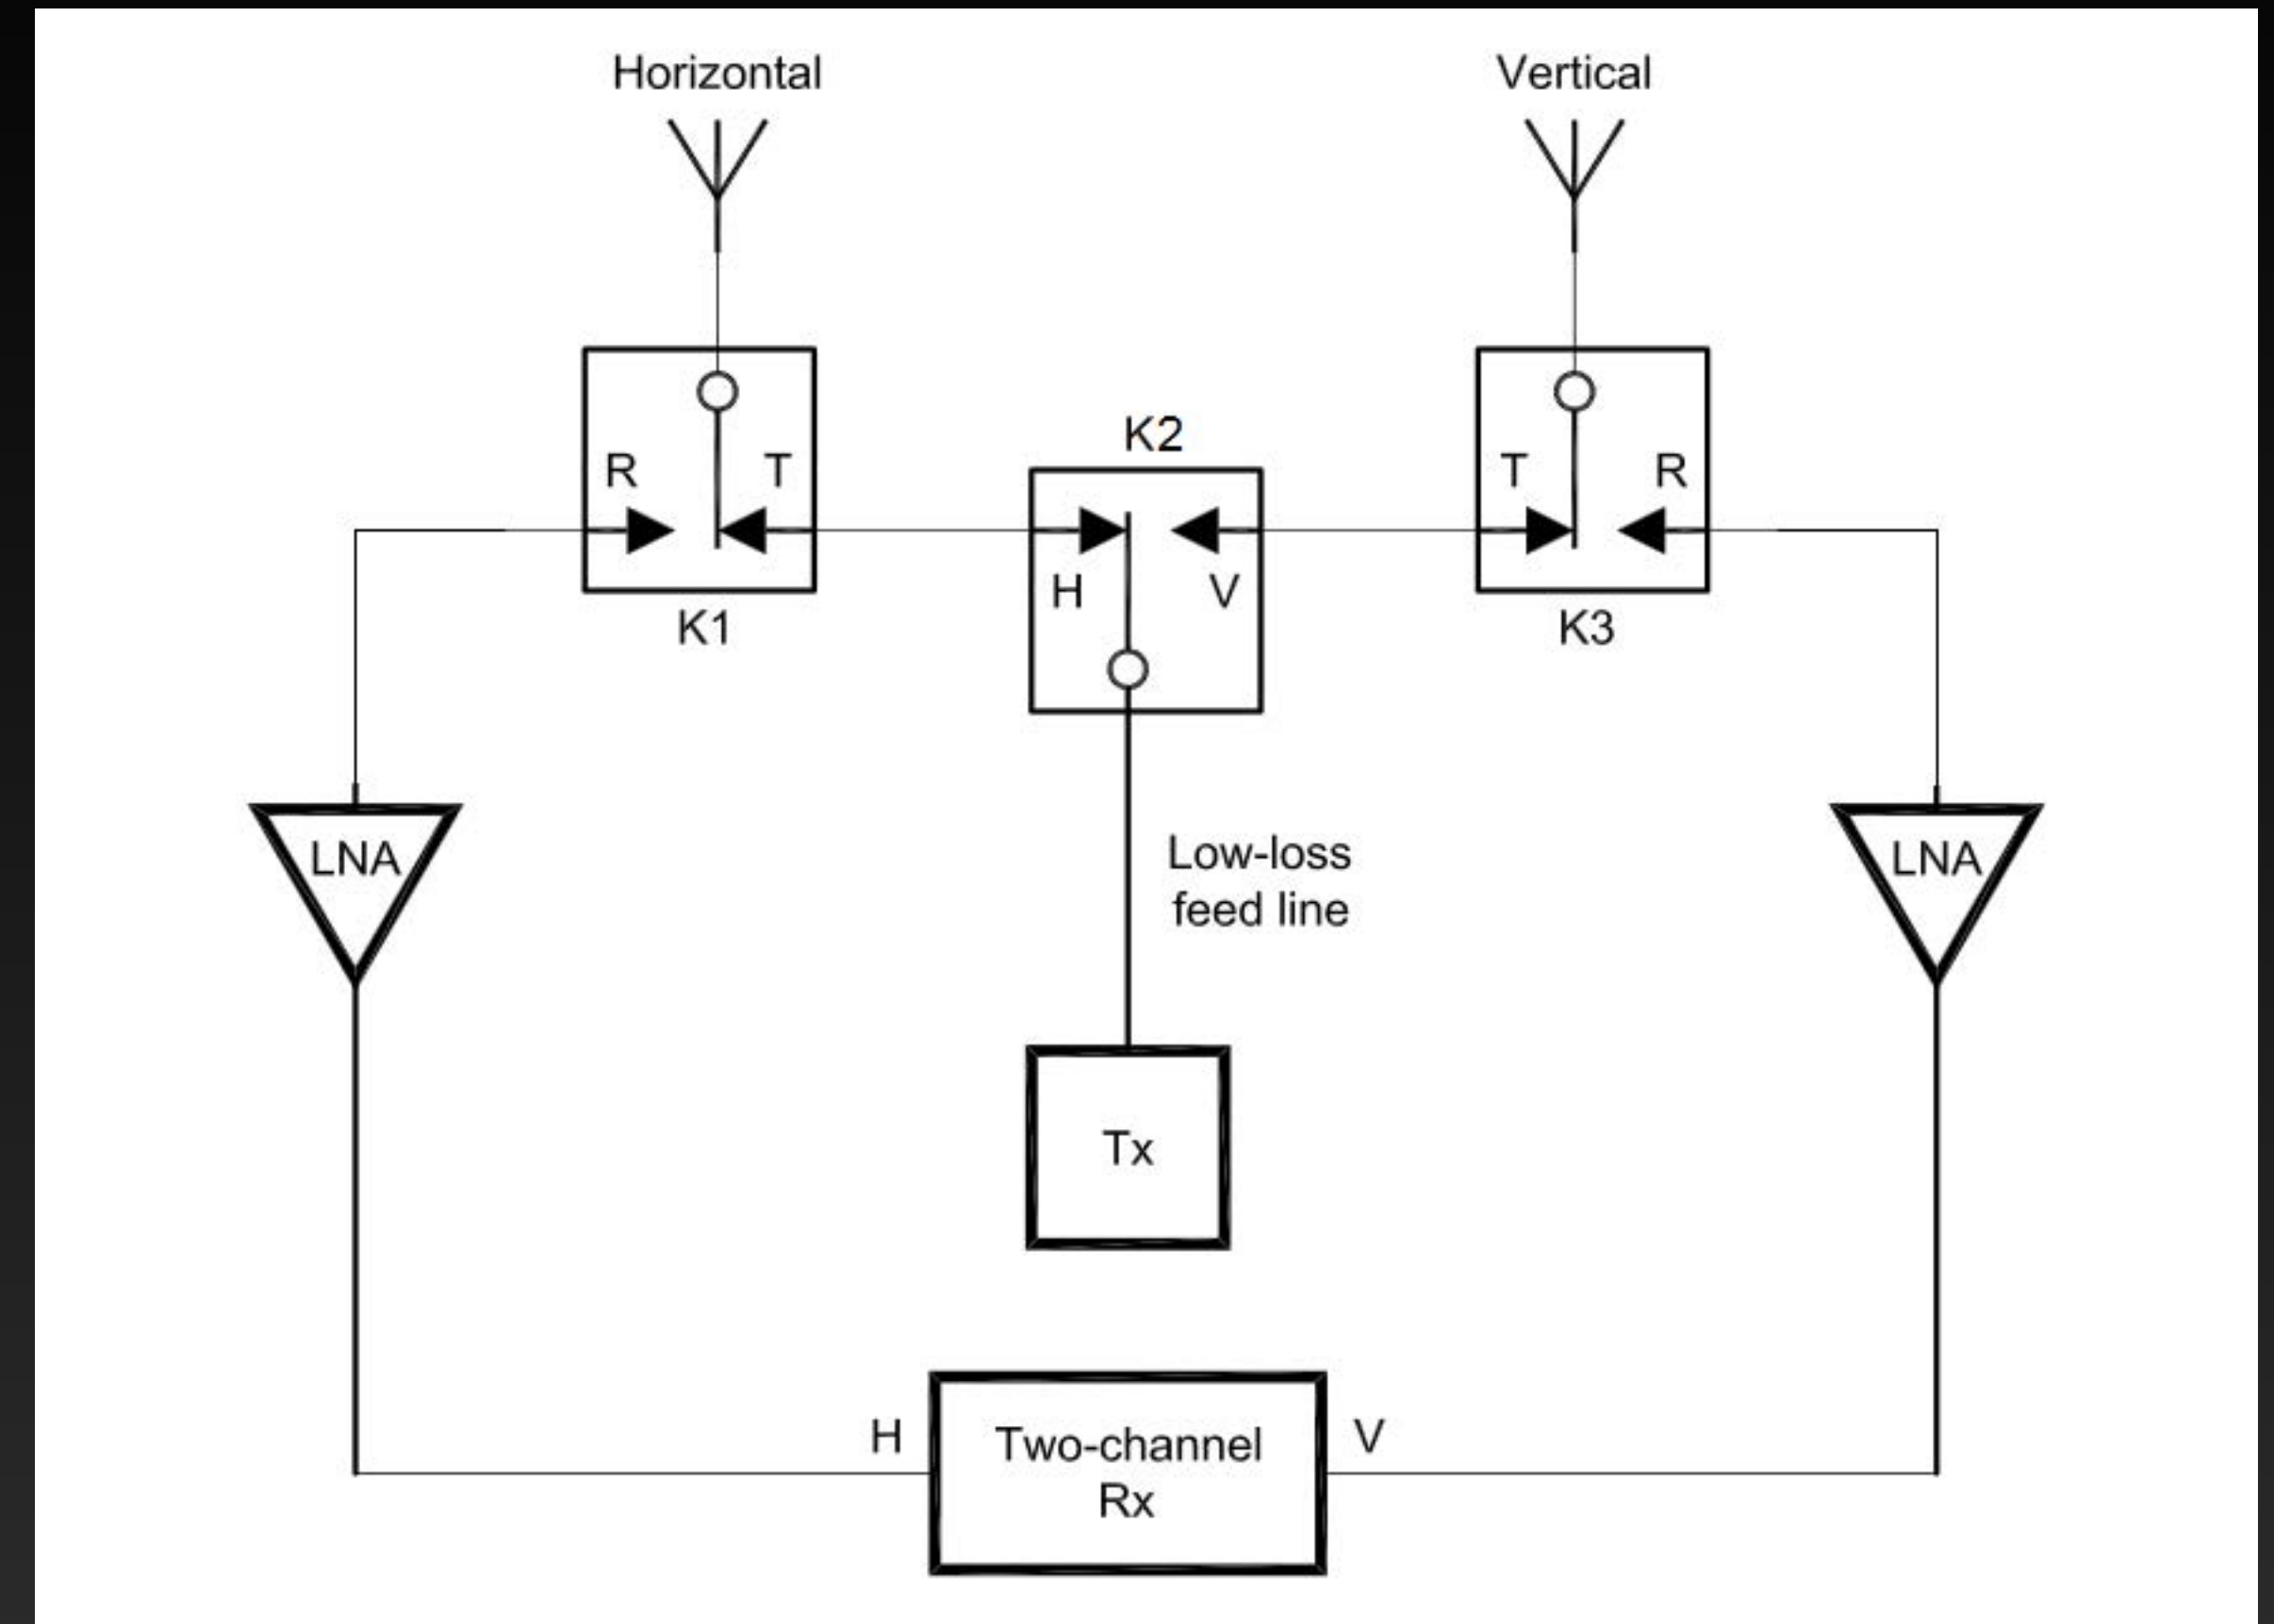 Horizontal
Vertical
K2
R
T
T
R
H
V
K1
K3
LNA
Low-loss
feed line
LNA
Tx
H
Two-channel
Rx
V